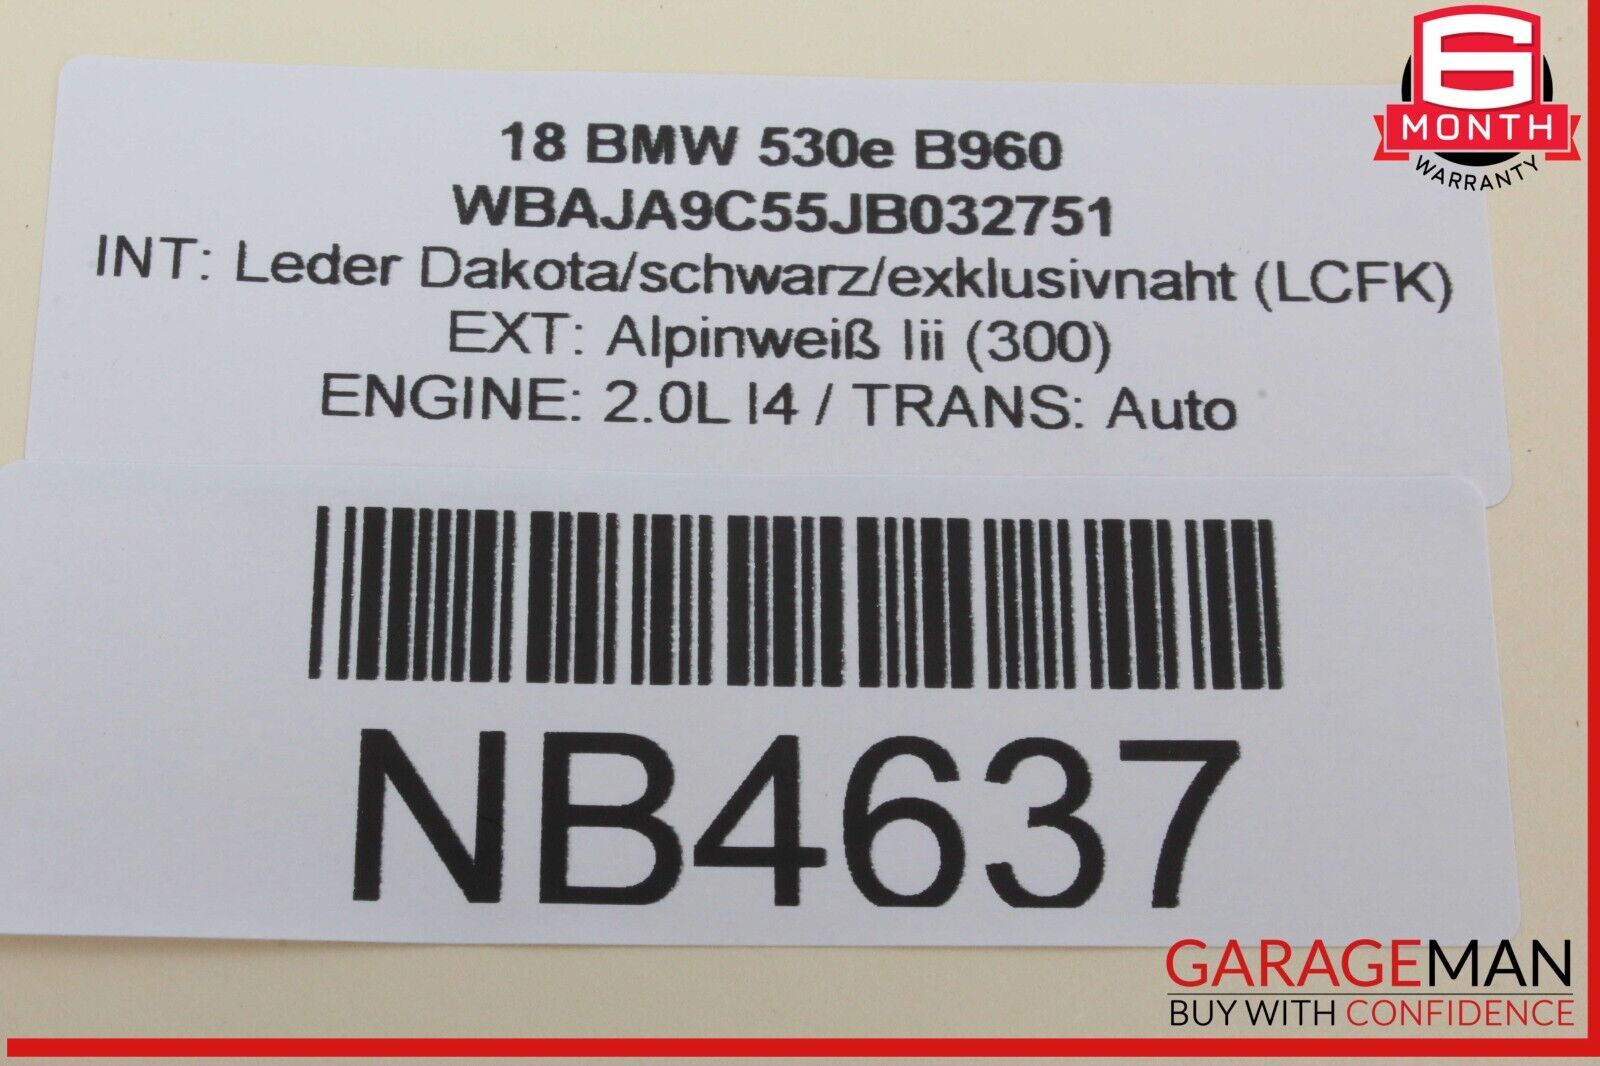 6
MONTH
WARRANTY
18 BMW 530e B960
WBAJA9C55JB032751
INT: Leder Dakota/schwarz/exklusivnaht (LCFK)
EXT: Alpinweiß Iii (300)
ENGINE: 2.0L I4 / TRANS: Auto
NB4637
GARAGEMAN
BUY WITH CONFIDENCE